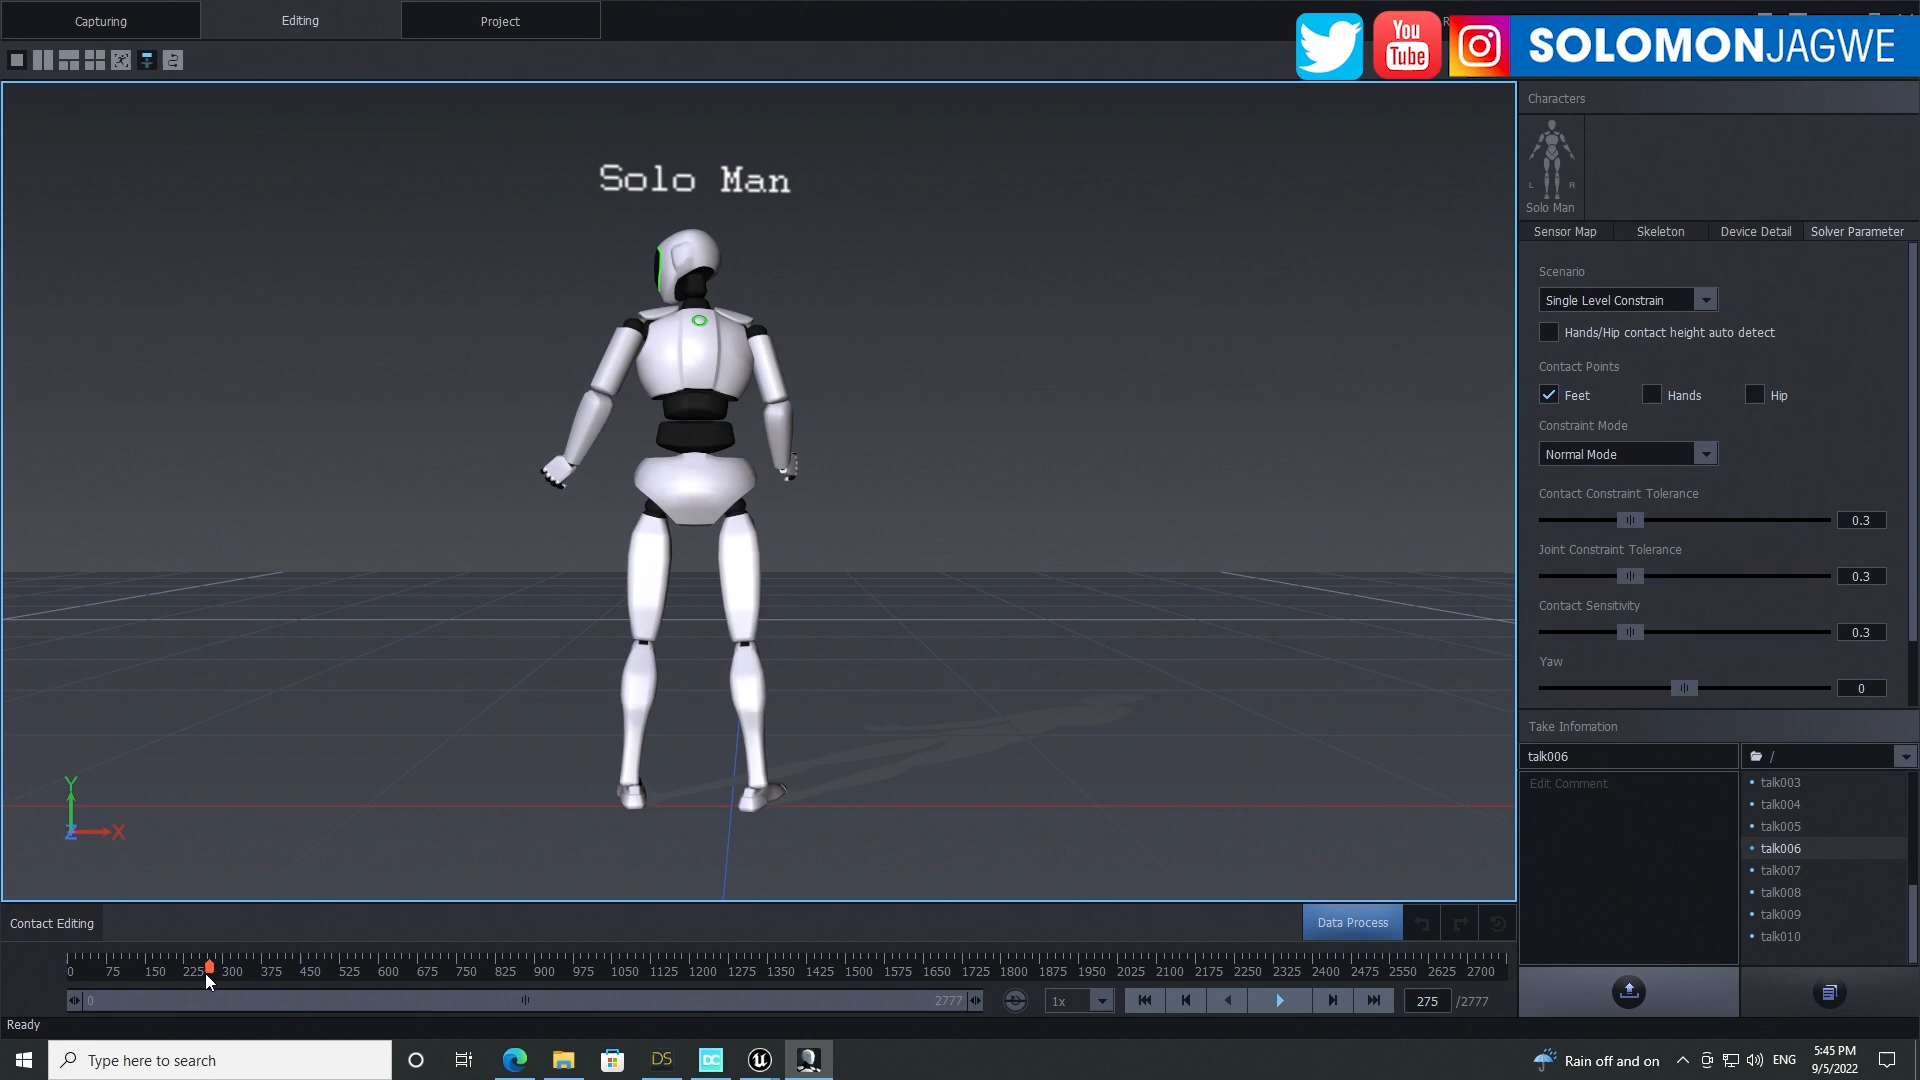 Capturing
Editing
Project
You
Tube
SOLOMONJAGWE
Characters
Solo Man
L R
Solo Man
Sensor Map Skeleton Device Detail Solver Parameter
Scenario
Single Level Constrain
Hands/Hip contact height auto detect
Contact Points
Feet Hands Hip
Constraint Mode
Normal Mode
Contact Constraint Tolerance
0.3
Joint Constraint Tolerance
0.3
Contact Sensitivity
0.3
Yaw
0
Take Infomation
talk006 /
Edit Comment
talk003
talk004
talk005
talk006
talk007
talk008
talk009
talk010
Y
Z X
Contact Editing
Data Process
0 75 150 225 300 375 450 525 600 675 750 825 900 975 1050 1125 1200 1275 1350 1425 1500 1575 1650 1725 1800 1875 1950 2025 2100 2175 2250 2325 2400 2475 2550 2625 2700
0 2777 1x 275 /2777
Ready
Type here to search
DS
DC
Rain off and on
ENG
5:45 PM
9/5/2022